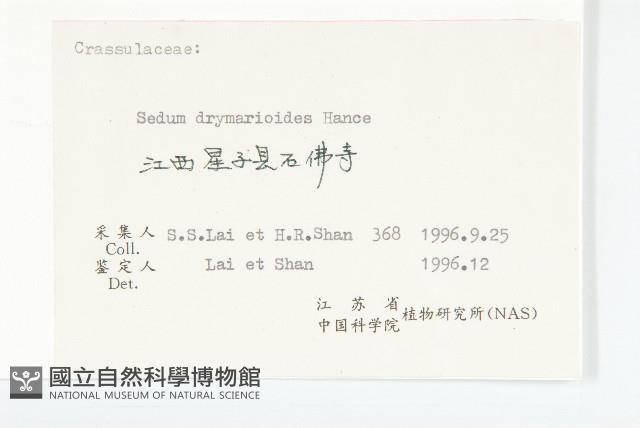 Crassulaceae:
Sedum drymarioides Hance
江西星子县石佛寺
采集人 S.S.Lai et H.R.Shan 368 1996.9.25
Coll.
鉴定人 Lai et Shan 1996.12
Det.
江苏省
中国科学院 植物研究所(NAS)
國立自然科學博物館
NATIONAL MUSEUM OF NATURAL SCIENCE